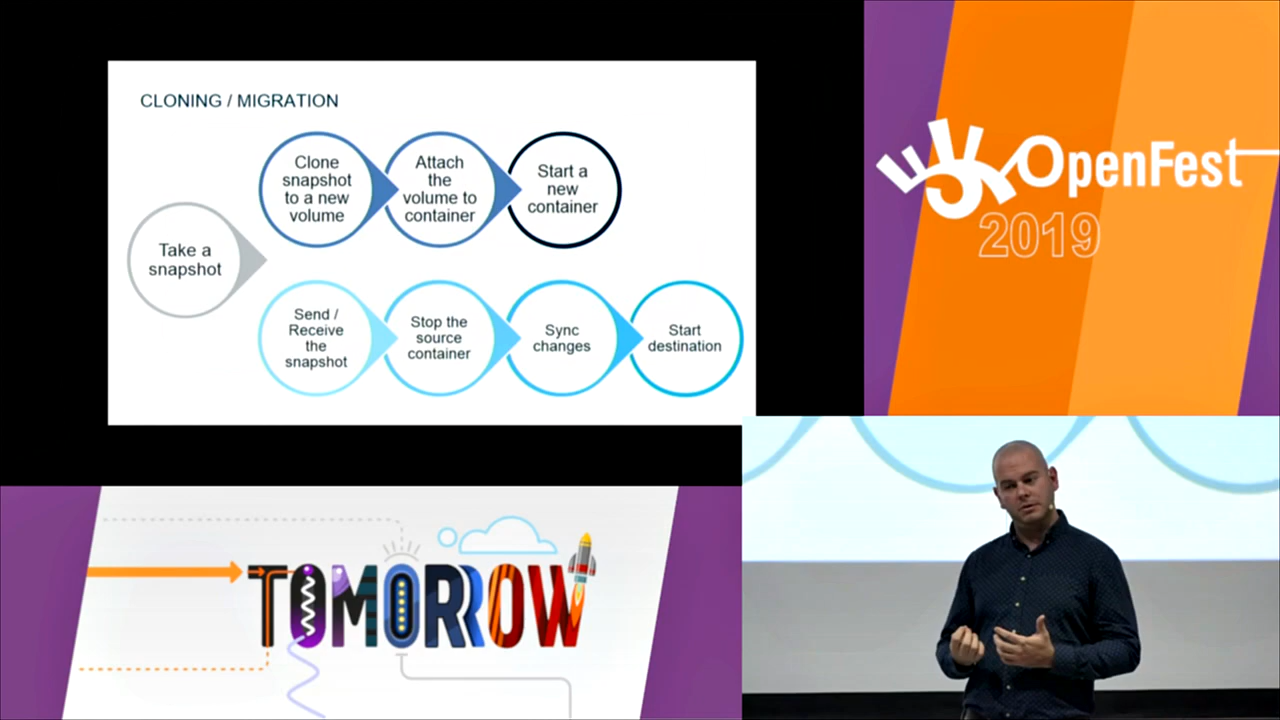 CLONING / MIGRATION
Take a
snapshot
Clone
snapshot
to a new
volume
Attach
the
volume to
container
Start a
new
container
Send /
Receive
the
snapshot
Stop the
source
container
Sync
changes
Start
destination
OpenFest
2019
TOMORROW